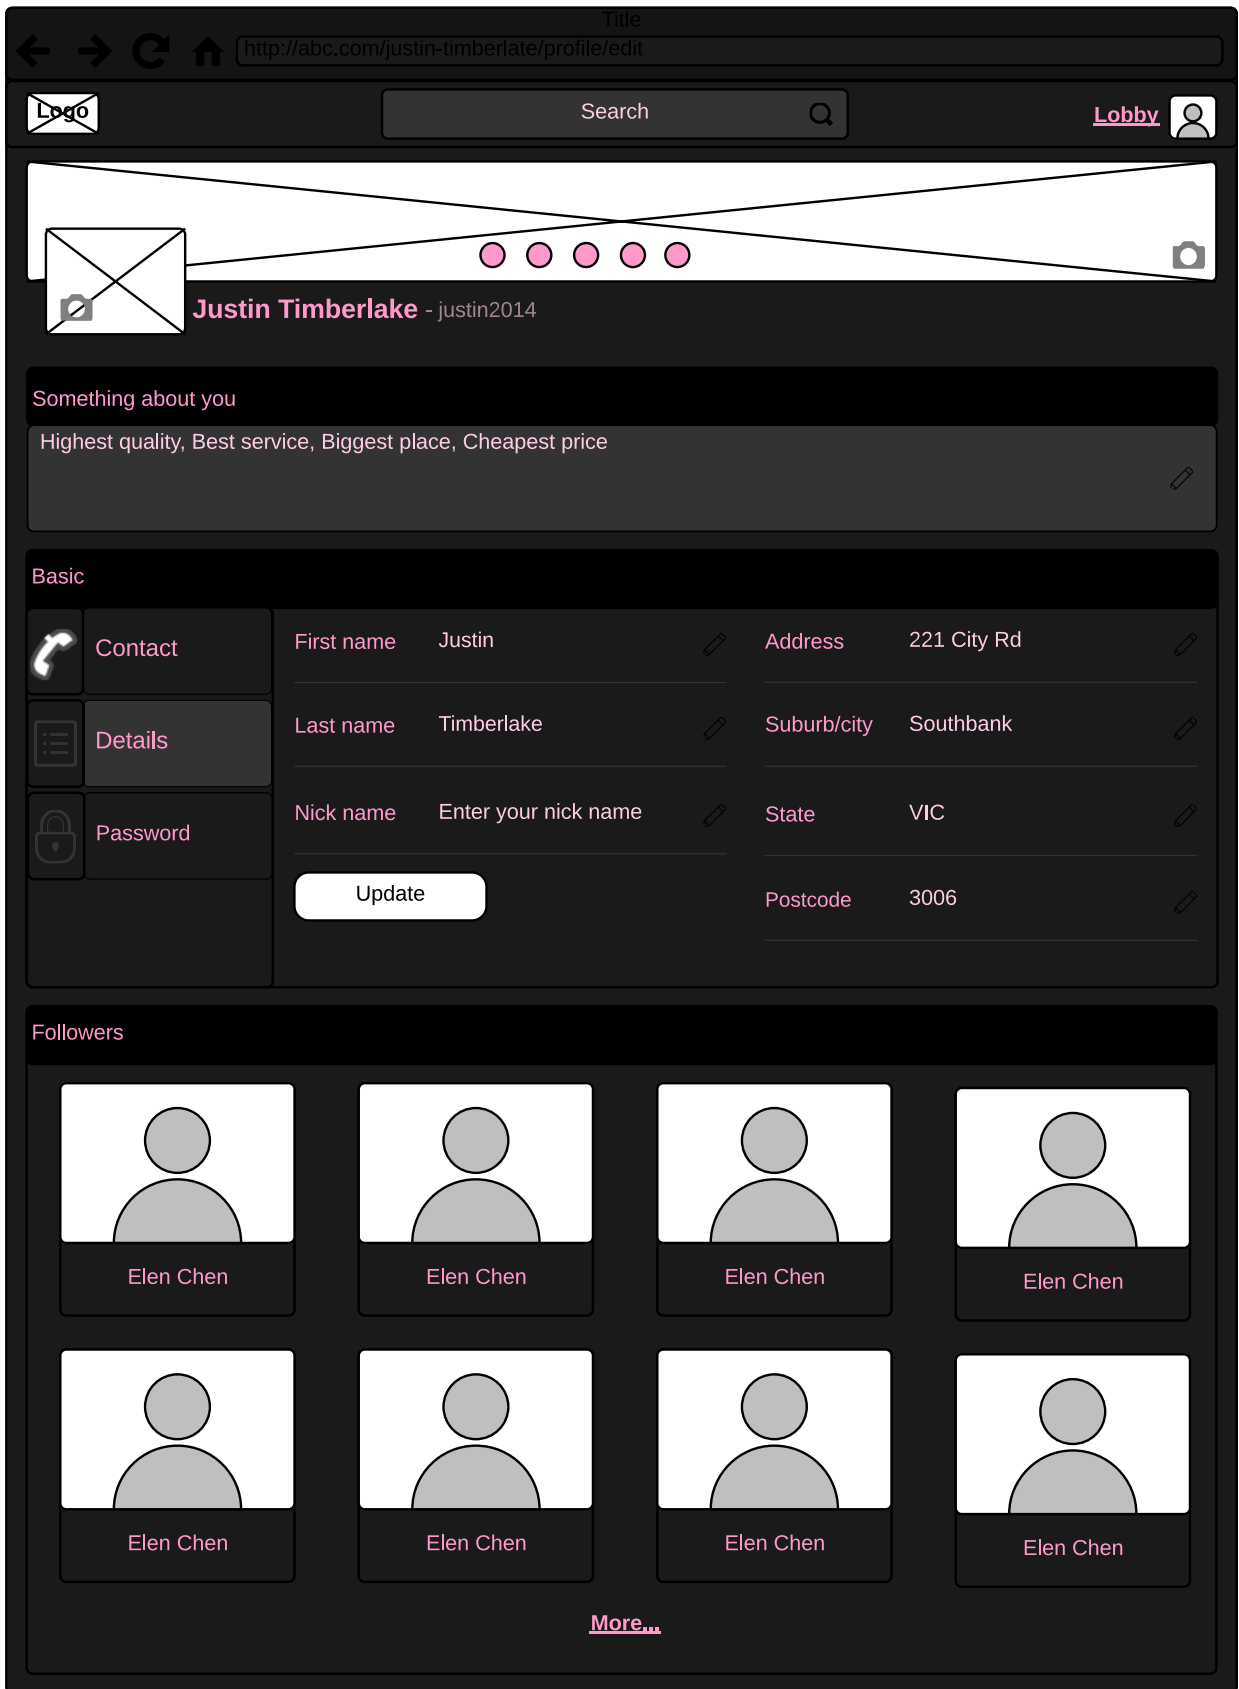 Title
http://abc.com/justin-timberlate/profile/edit
Logo
Search
Lobby
Justin Timberlake - justin2014
Something about you
Highest quality, Best service, Biggest place, Cheapest price
Basic
Contact
Details
Password
First name Justin
Last name Timberlake
Nick name Enter your nick name
Update
Address 221 City Rd
Suburb/city Southbank
State VIC
Postcode 3006
Followers
Elen Chen Elen Chen Elen Chen Elen Chen
Elen Chen Elen Chen Elen Chen Elen Chen
More...